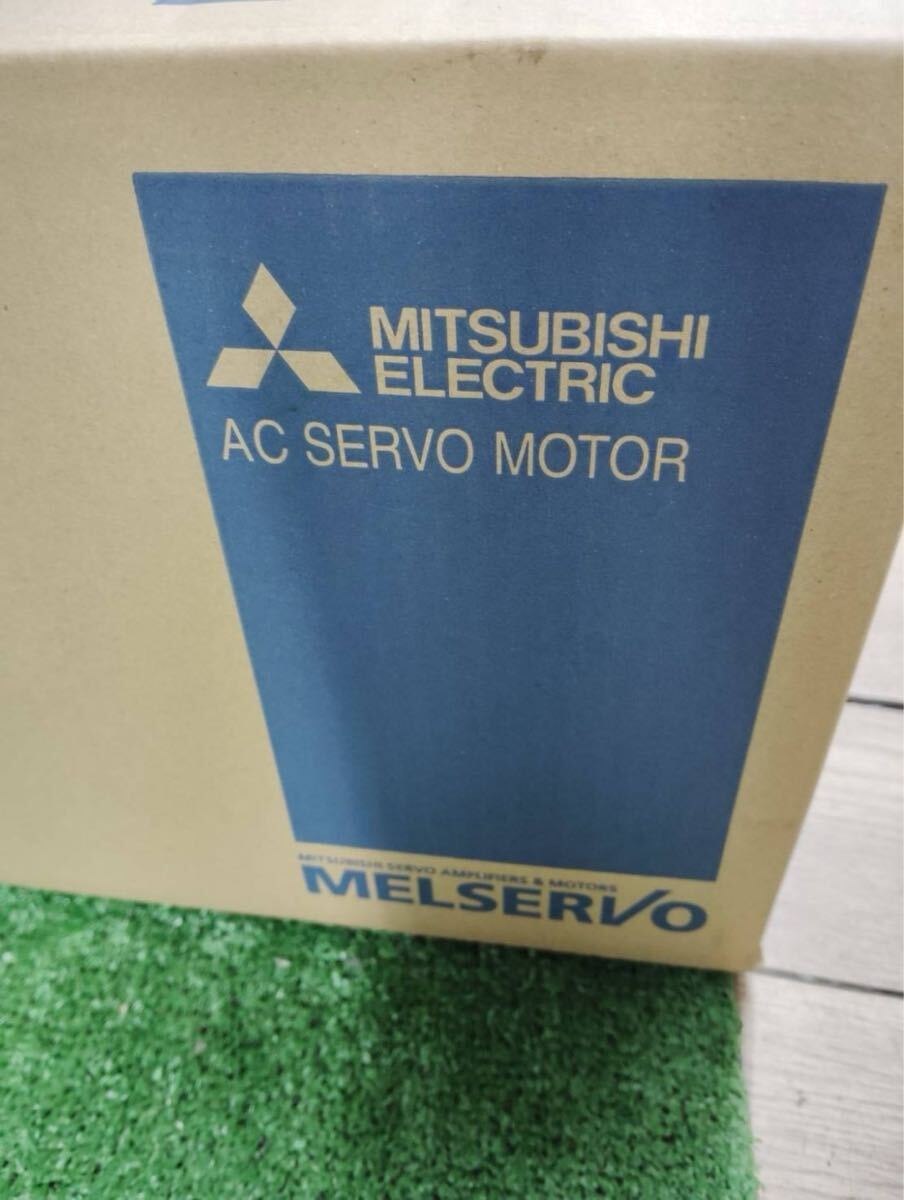 MITSUBISHI
ELECTRIC
AC SERVO MOTOR
MITSUBISHI SERVO AMPLIFIERS & MOTORS
MELSERVO